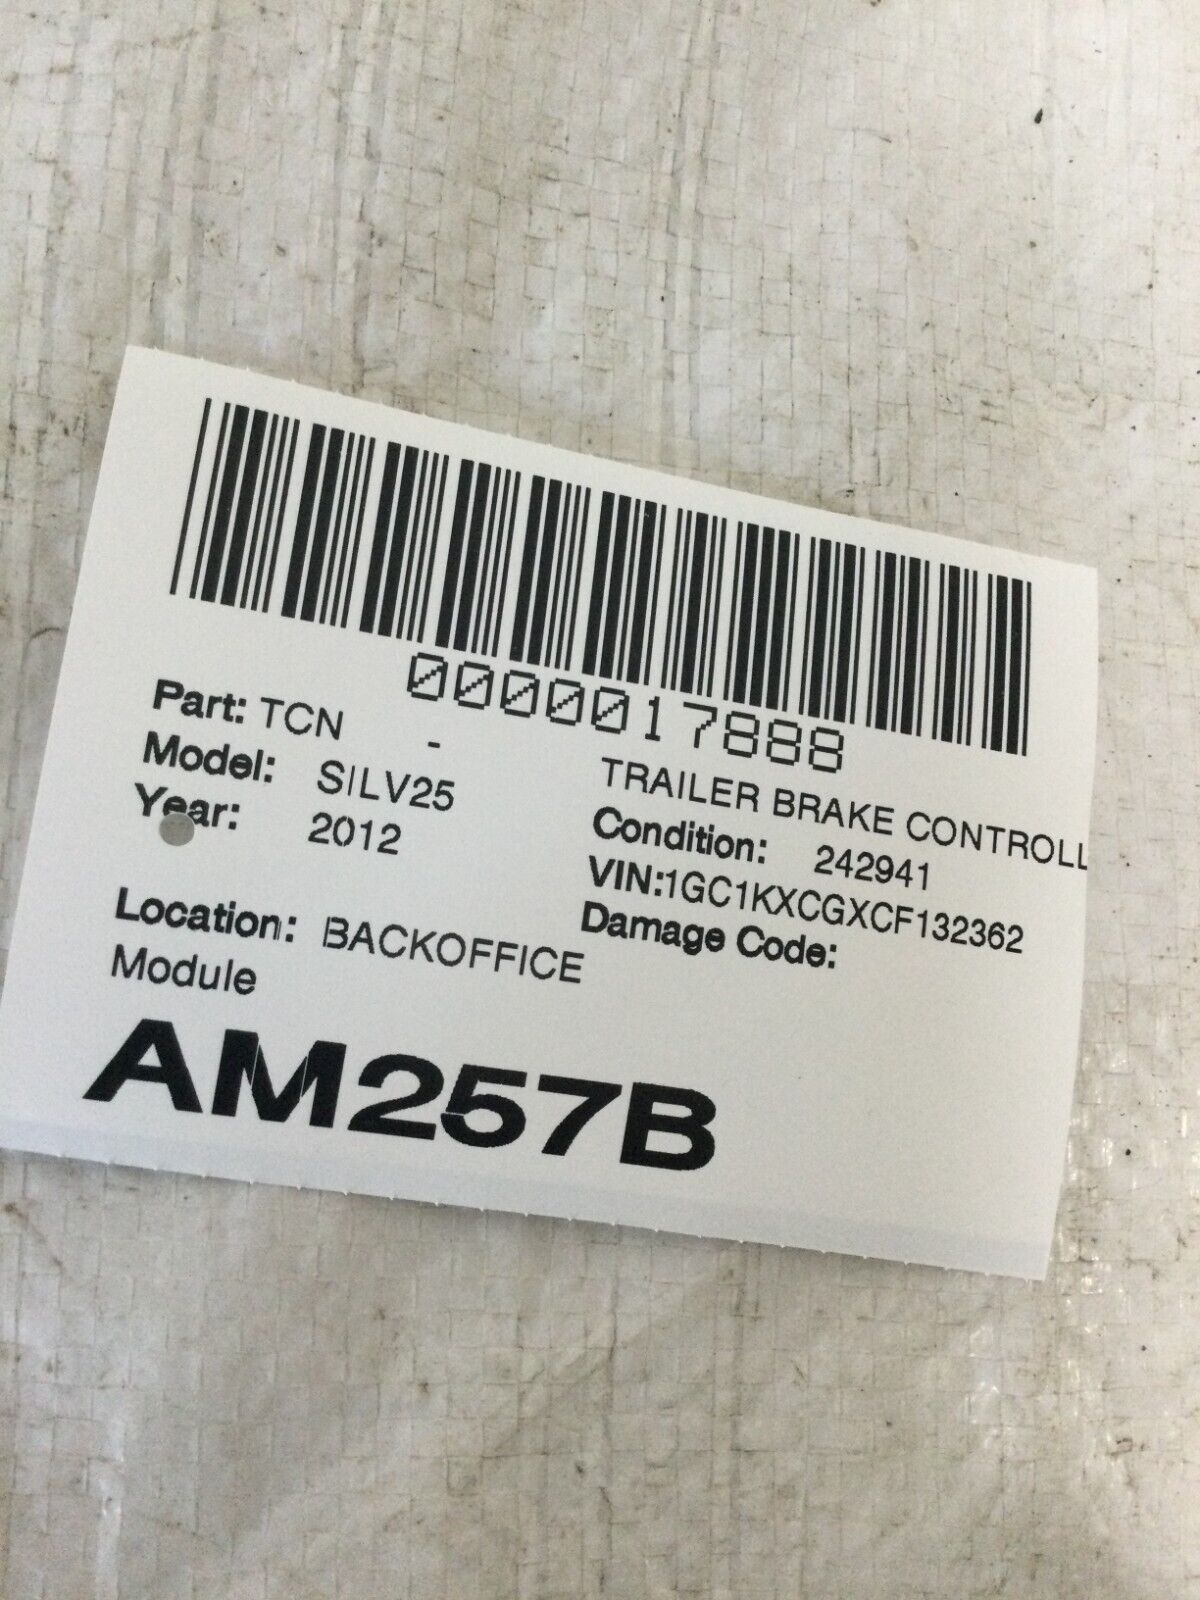 0000017888
Part: TCN - TRAILER BRAKE CONTROLL
Model: SILV25 Condition: 242941
Year: 2012 VIN:1GC1KXCGXCF132362
Damage Code:
Location: BACKOFFICE
Module
AM257B